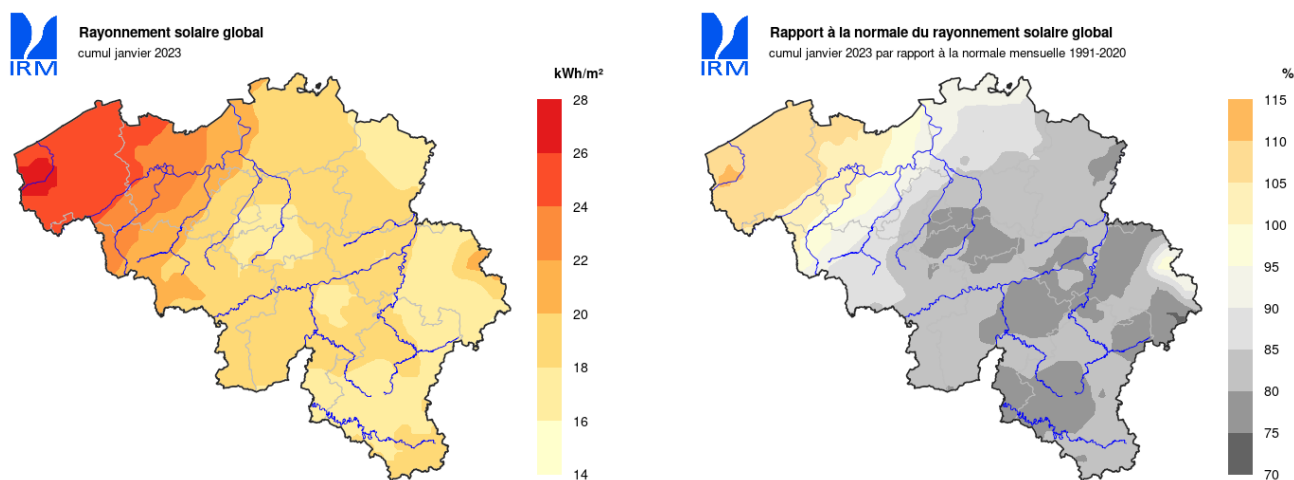 IRM
Rayonnement solaire global
cumul janvier 2023
kWh/m²
28
26
24
22
20
18
16
14
IRM
Rapport à la normale du rayonnement solaire global
cumul janvier 2023 par rapport à la normale mensuelle 1991-2020
%
115
110
105
100
95
90
85
80
75
70